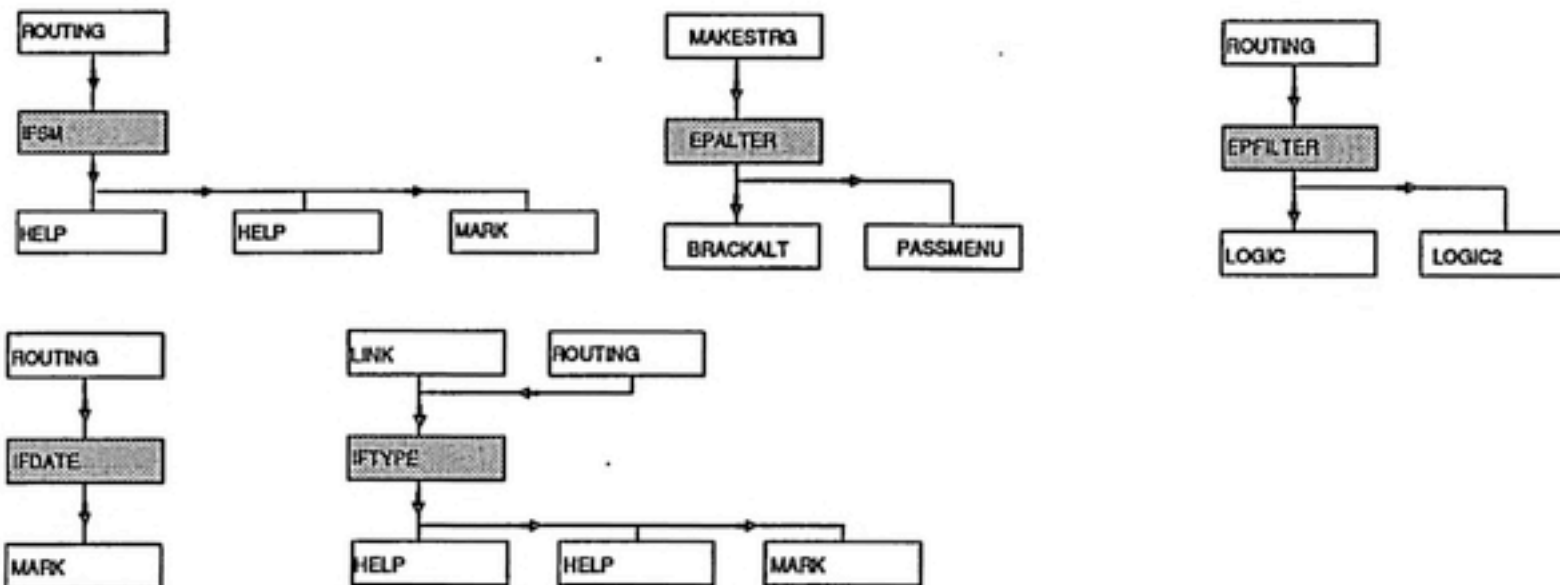 ROUTING
IFSM
HELP
HELP
MARK
MAKESTRG
EPALTER
BRACKALT
PASSMENU
ROUTING
EPFILTER
LOGIC
LOGIC2
ROUTING
IFDATE
MARK
LINK
ROUTING
IFTYPE
HELP
HELP
MARK